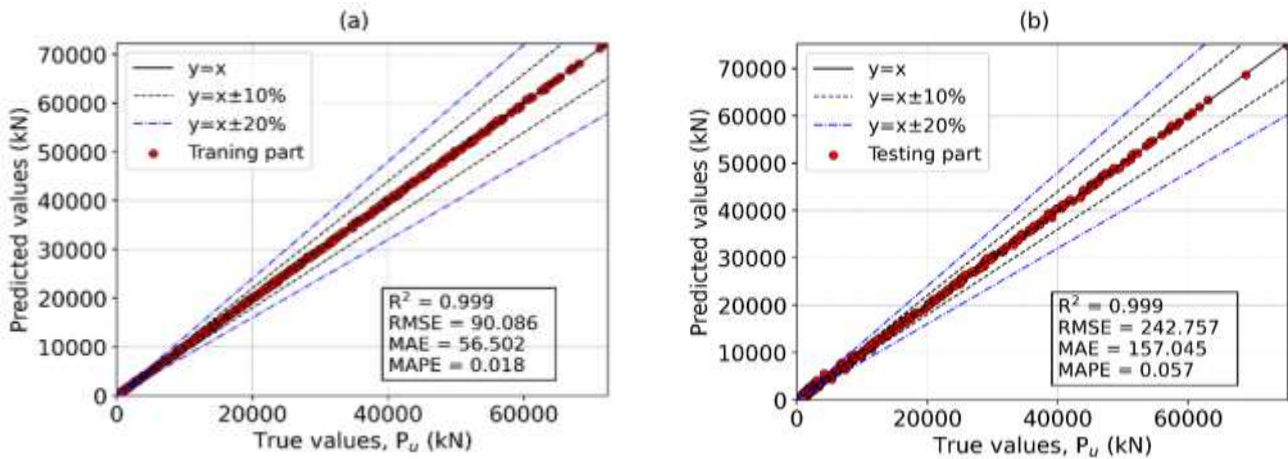 (a)
70000
60000
50000
40000
30000
20000
10000
0
Predicted values (kN)
y=x
y=x±10%
y=x±20%
Traning part
R² = 0.999
RMSE = 90.086
MAE = 56.502
MAPE = 0.018
0 20000 40000 60000
True values, Pᵤ (kN)
(b)
70000
60000
50000
40000
30000
20000
10000
0
Predicted values (kN)
y=x
y=x±10%
y=x±20%
Testing part
R² = 0.999
RMSE = 242.757
MAE = 157.045
MAPE = 0.057
0 20000 40000 60000
True values, Pᵤ (kN)